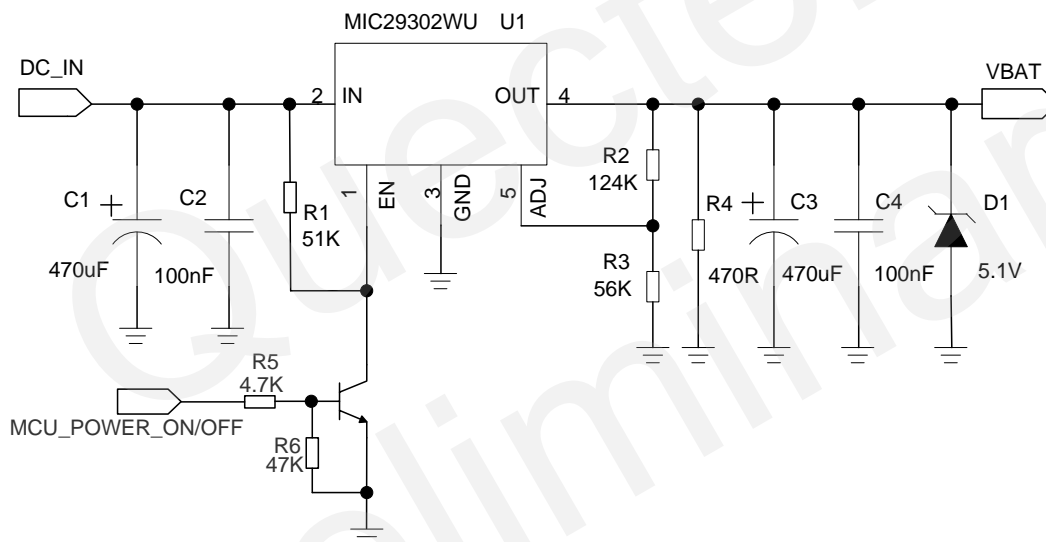 MIC29302WU U1
DC_IN
VBAT
2 IN
OUT 4
1
EN
3
GND
5
ADJ
R2
124K
C1
+
470uF
C2
100nF
R1
51K
R4
470R
+
C3
470uF
C4
100nF
D1
5.1V
R3
56K
R5
4.7K
MCU_POWER_ON/OFF
R6
47K
Quectel
Preliminary